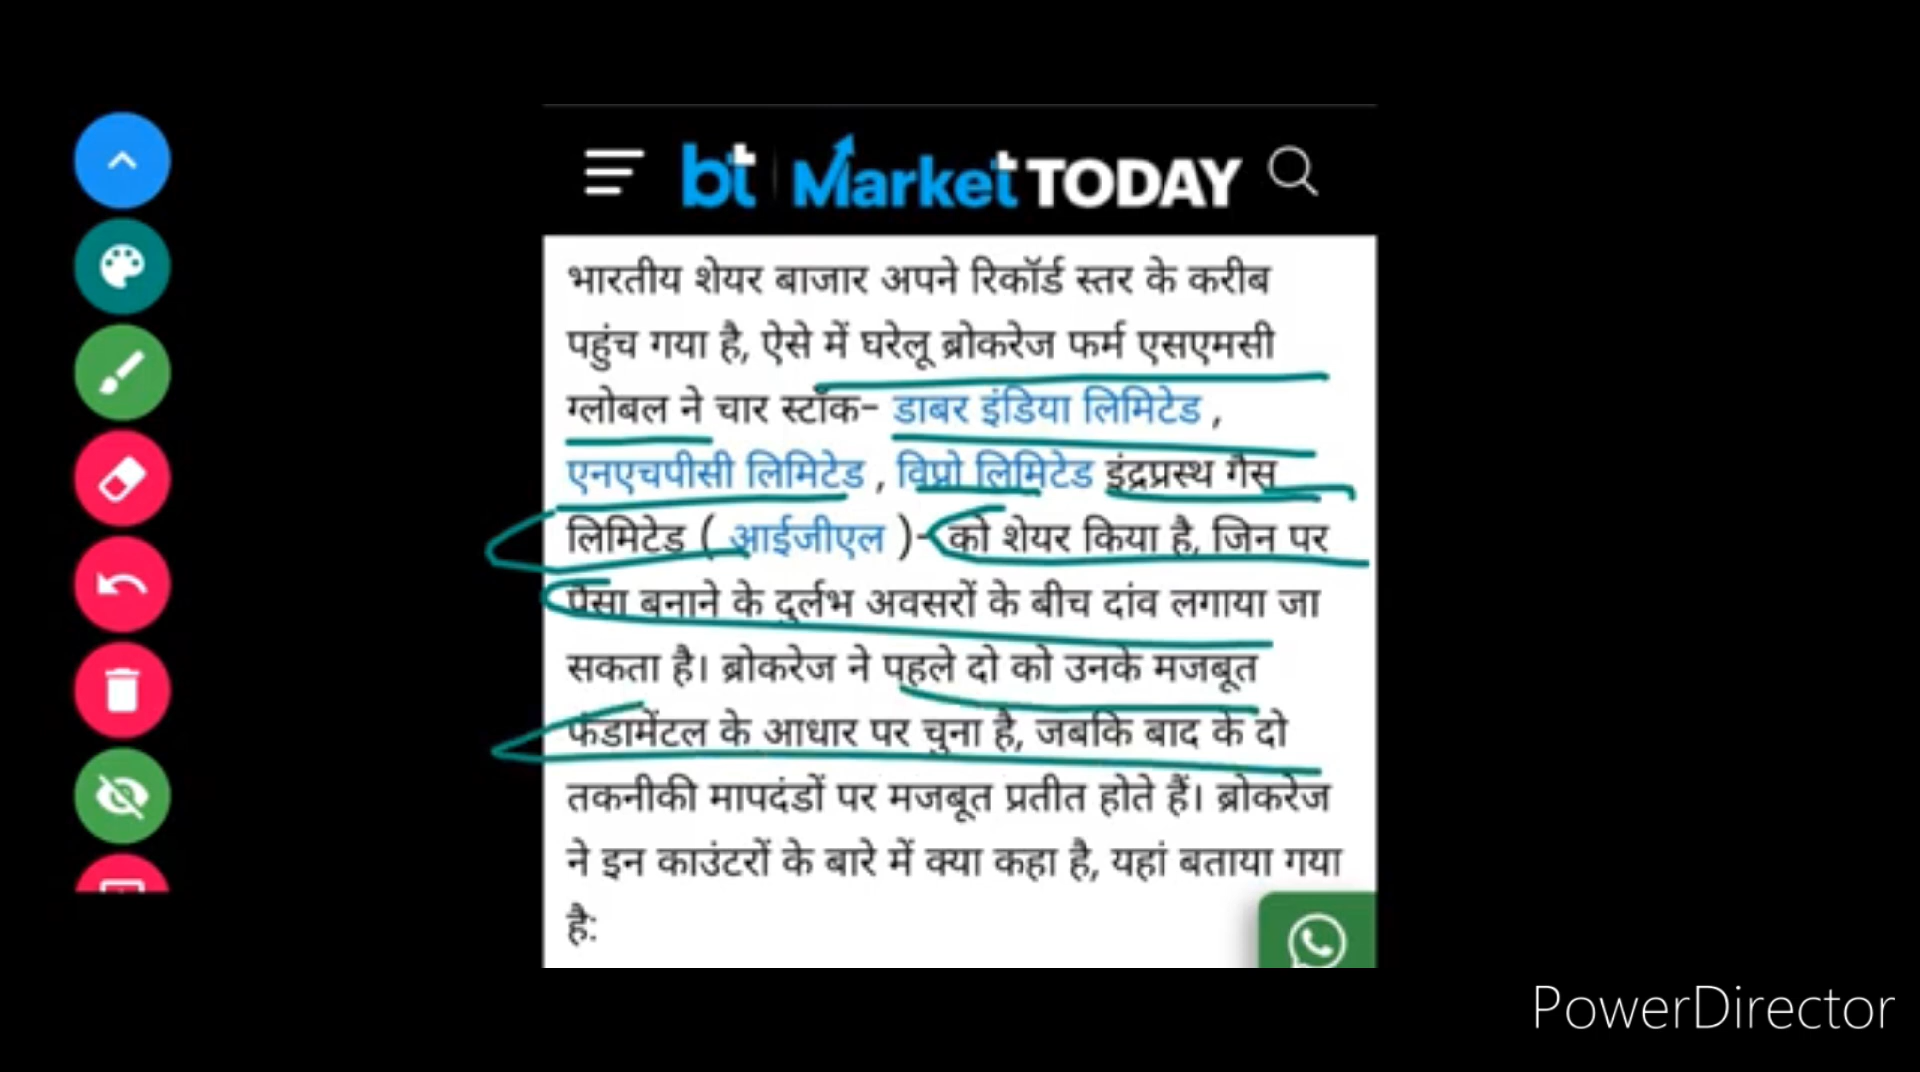 bt Market TODAY
भारतीय शेयर बाजार अपने रिकॉर्ड स्तर के करीब
पहुंच गया है, ऐसे में घरेलू ब्रोकरेज फर्म एसएमसी
ग्लोबल ने चार स्टॉक- डाबर इंडिया लिमिटेड ,
एनएचपीसी लिमिटेड , विप्रो लिमिटेड इंद्रप्रस्थ गैस
लिमिटेड ( आईजीएल )- को शेयर किया है, जिन पर
पैसा बनाने के दुर्लभ अवसरों के बीच दांव लगाया जा
सकता है। ब्रोकरेज ने पहले दो को उनके मजबूत
फंडामेंटल के आधार पर चुना है, जबकि बाद के दो
तकनीकी मापदंडों पर मजबूत प्रतीत होते हैं। ब्रोकरेज
ने इन काउंटरों के बारे में क्या कहा है, यहां बताया गया
है:
PowerDirector